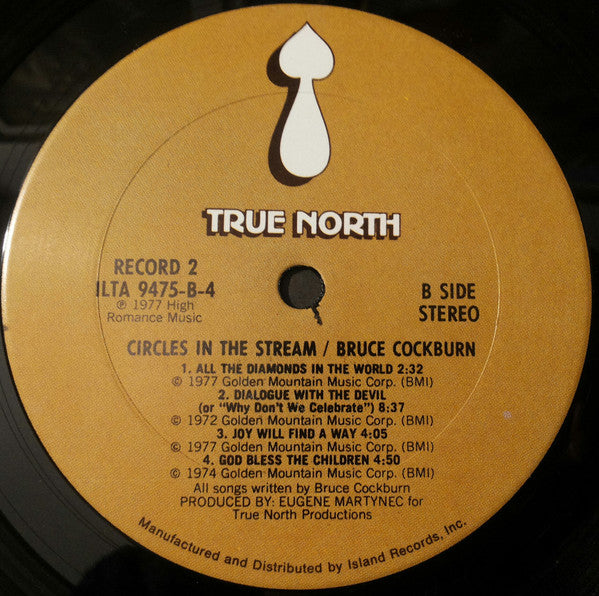 TRUE NORTH
RECORD 2
ILTA 9475-B-4
℗ 1977 High
Romance Music
B SIDE
STEREO
CIRCLES IN THE STREAM / BRUCE COCKBURN
1. ALL THE DIAMONDS IN THE WORLD 2:32
© 1977 Golden Mountain Music Corp. (BMI)
2. DIALOGUE WITH THE DEVIL
(or "Why Don't We Celebrate") 8:37
© 1972 Golden Mountain Music Corp. (BMI)
3. JOY WILL FIND A WAY 4:05
© 1977 Golden Mountain Music Corp. (BMI)
4. GOD BLESS THE CHILDREN 4:50
© 1974 Golden Mountain Music Corp. (BMI)
All songs written by Bruce Cockburn
PRODUCED BY: EUGENE MARTYNEC for
True North Productions
Manufactured and Distributed by Island Records, Inc.